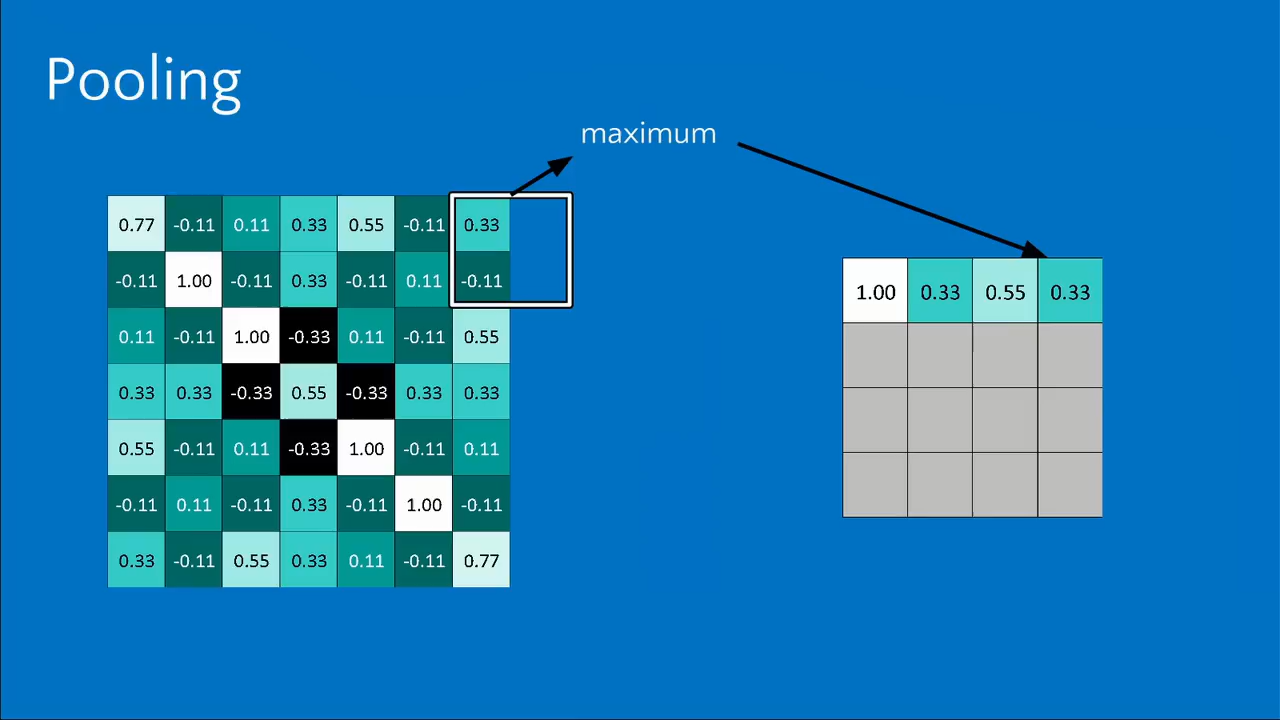 Pooling
maximum
0.77 -0.11 0.11 0.33 0.55 -0.11 0.33
-0.11 1.00 -0.11 0.33 -0.11 0.11 -0.11
0.11 -0.11 1.00 -0.33 0.11 -0.11 0.55
0.33 0.33 -0.33 0.55 -0.33 0.33 0.33
0.55 -0.11 0.11 -0.33 1.00 -0.11 0.11
-0.11 0.11 -0.11 0.33 -0.11 1.00 -0.11
0.33 -0.11 0.55 0.33 0.11 -0.11 0.77
1.00 0.33 0.55 0.33